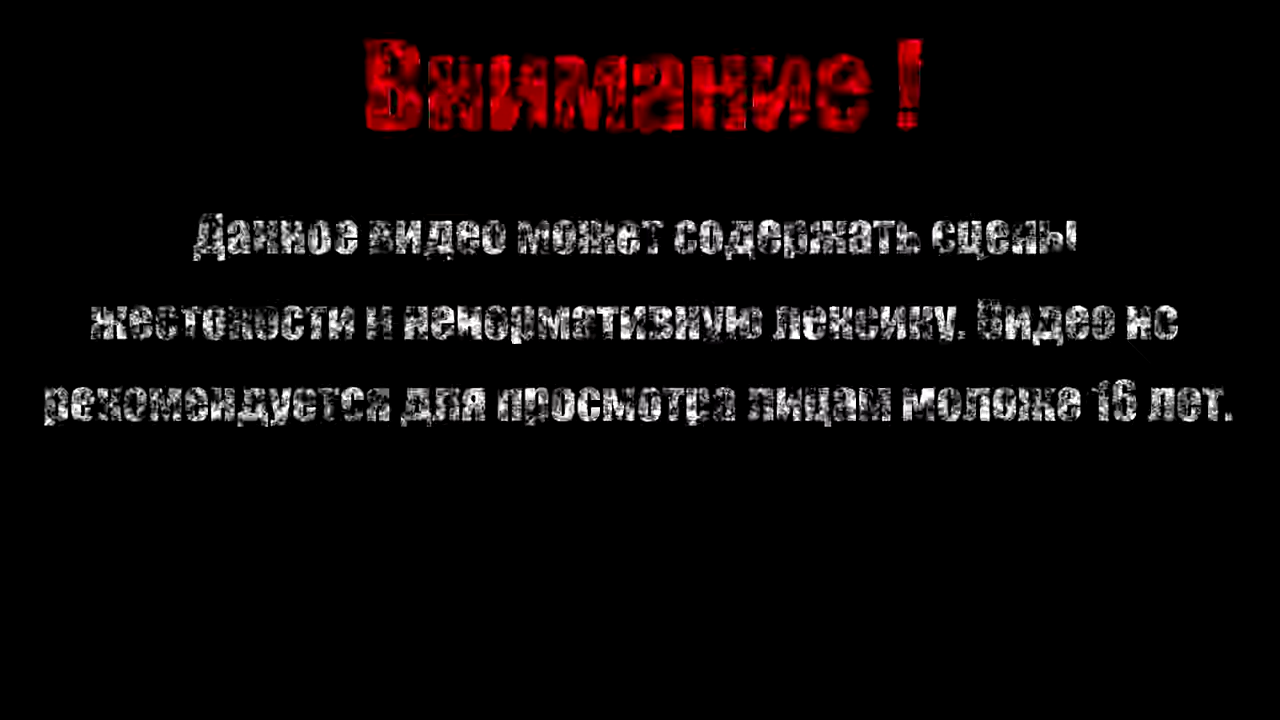 Внимание !
Данное видео может содержать сцены
жестокости и ненормативную лексику. Видео не
рекомендуется для просмотра лицам моложе 16 лет.